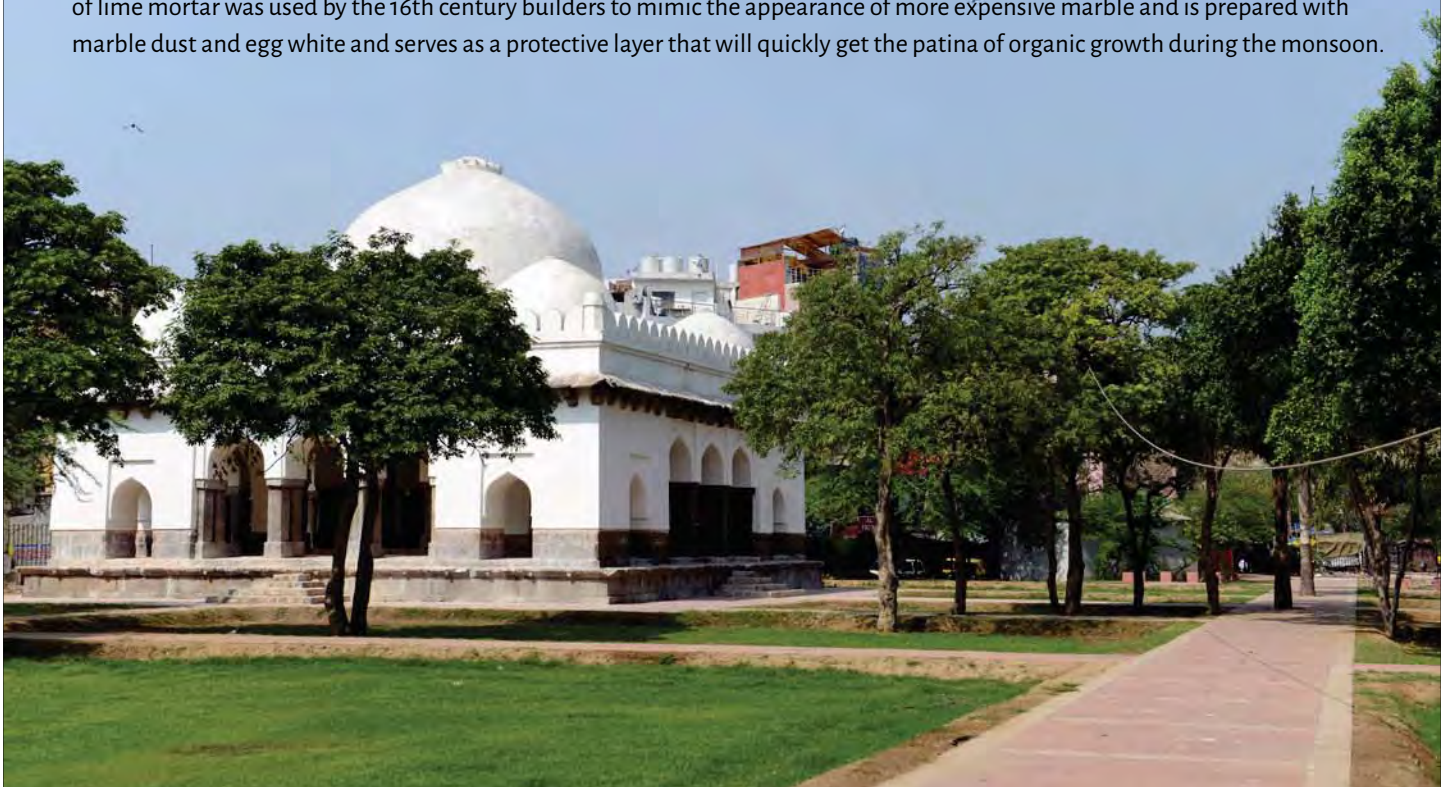 of lime mortar was used by the 16th century builders to mimic the appearance of more expensive marble and is prepared with
marble dust and egg white and serves as a protective layer that will quickly get the patina of organic growth during the monsoon.